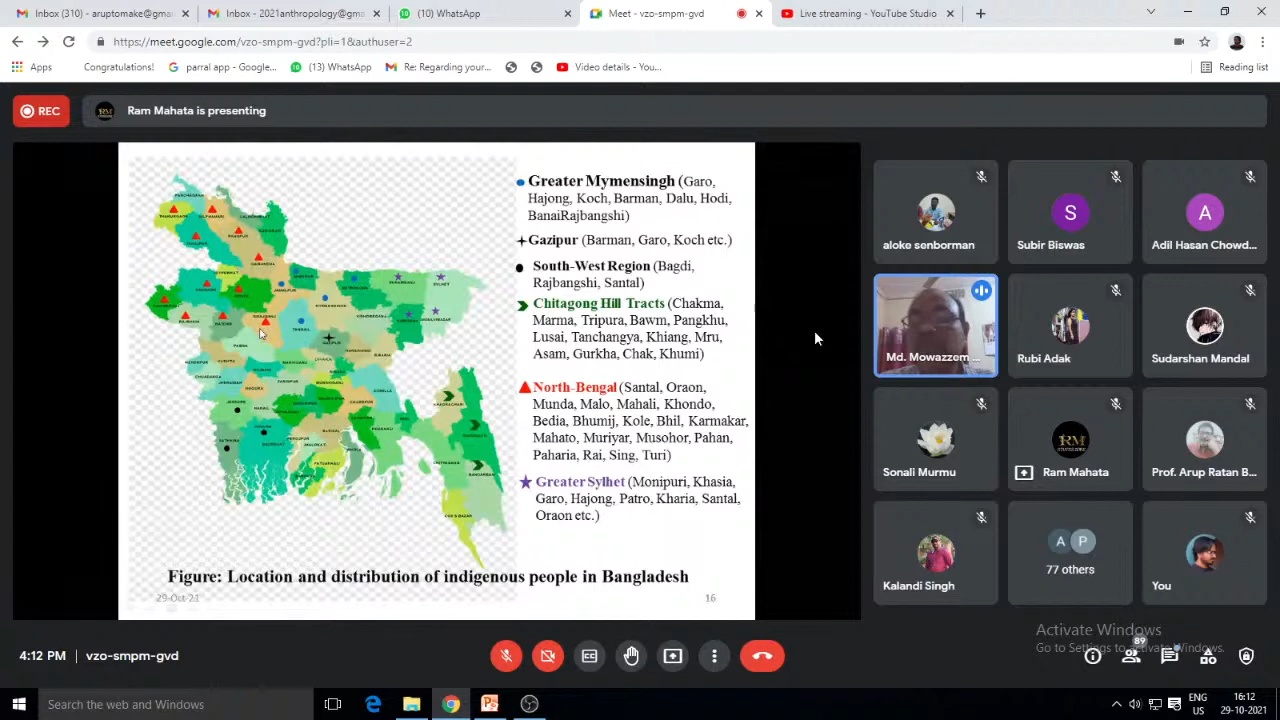 Inbox (310) - aruptomake@gmai
Inbox - 2021anthropology@gma
(10) WhatsApp
Meet - vzo-smpm-gvd
Live streaming - YouTube Studio
https://meet.google.com/vzo-smpm-gvd?pli=1&authuser=2
Apps
Congratulations!
parral app - Google...
(13) WhatsApp
Re: Regarding your...
Video details - You...
Reading list
REC
Ram Mahata is presenting
Greater Mymensingh (Garo,
Hajong, Koch, Barman, Dalu, Hodi,
BanaiRajbangshi)
Gazipur (Barman, Garo, Koch etc.)
South-West Region (Bagdi,
Rajbangshi, Santal)
Chitagong Hill Tracts (Chakma,
Marma, Tripura, Bawm, Pangkhu,
Lusai, Tanchangya, Khiang, Mru,
Asam, Gurkha, Chak, Khumi)
North-Bengal (Santal, Oraon,
Munda, Malo, Mahali, Khondo,
Bedia, Bhumij, Kole, Bhil, Karmakar,
Mahato, Muriyar, Musohor, Pahan,
Paharia, Rai, Sing, Turi)
Greater Sylhet (Monipuri, Khasia,
Garo, Hajong, Patro, Kharia, Santal,
Oraon etc.)
Figure: Location and distribution of indigenous people in Bangladesh
29-Oct-21
16
aloke senborman
S
Subir Biswas
A
Adil Hasan Chowd...
Md. Mowazzem ...
Rubi Adak
Sudarshan Mandal
Sonali Murmu
RM
Ram Mahata
Prof. Arup Ratan B...
Kalandi Singh
A P
77 others
You
Activate Windows
Go to Settings to activate Windows.
4:12 PM | vzo-smpm-gvd
89
Search the web and Windows
ENG
US
16:12
29-10-2021